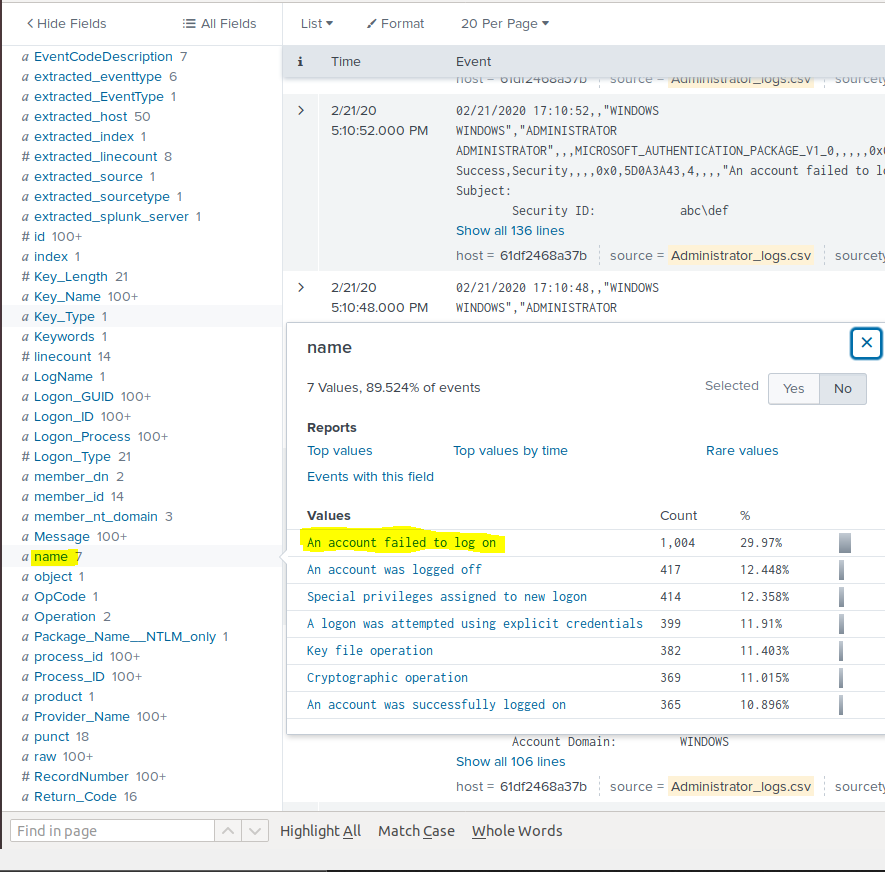 Hide Fields
All Fields
List
Format
20 Per Page
i
Time
Event
a EventCodeDescription 7
a extracted_eventtype 6
a extracted_EventType 1
a extracted_host 50
a extracted_index 1
# extracted_linecount 8
a extracted_source 1
a extracted_sourcetype 1
a extracted_splunk_server 1
# id 100+
a index 1
# Key_Length 21
a Key_Name 100+
a Key_Type 1
a Keywords 1
# linecount 14
a LogName 1
a Logon_GUID 100+
a Logon_ID 100+
a Logon_Process 100+
# Logon_Type 21
a member_dn 2
a member_id 14
a member_nt_domain 3
a Message 100+
a name 7
a object 1
a OpCode 1
a Operation 2
a Package_Name__NTLM_only 1
a process_id 100+
a Process_ID 100+
a product 1
a Provider_Name 100+
a punct 18
a raw 100+
# RecordNumber 100+
a Return_Code 16
host = 61df2468a37b source = Administrator_logs.csv sourcety
2/21/20
5:10:52.000 PM
02/21/2020 17:10:52,,"WINDOWS
WINDOWS","ADMINISTRATOR
ADMINISTRATOR",,,MICROSOFT_AUTHENTICATION_PACKAGE_V1_0,,,,,0x0
Success,Security,,,,0x0,5D0A3A43,4,,,,"An account failed to lo
Subject:
Security ID: abc\def
Show all 136 lines
host = 61df2468a37b source = Administrator_logs.csv sourcety
2/21/20
5:10:48.000 PM
02/21/2020 17:10:48,,"WINDOWS
WINDOWS","ADMINISTRATOR
name
7 Values, 89.524% of events
Selected Yes No
Reports
Top values Top values by time Rare values
Events with this field
Values Count %
An account failed to log on 1,004 29.97%
An account was logged off 417 12.448%
Special privileges assigned to new logon 414 12.358%
A logon was attempted using explicit credentials 399 11.91%
Key file operation 382 11.403%
Cryptographic operation 369 11.015%
An account was successfully logged on 365 10.896%
Account Domain: WINDOWS
Show all 106 lines
host = 61df2468a37b source = Administrator_logs.csv sourcety
Find in page
Highlight All Match Case Whole Words